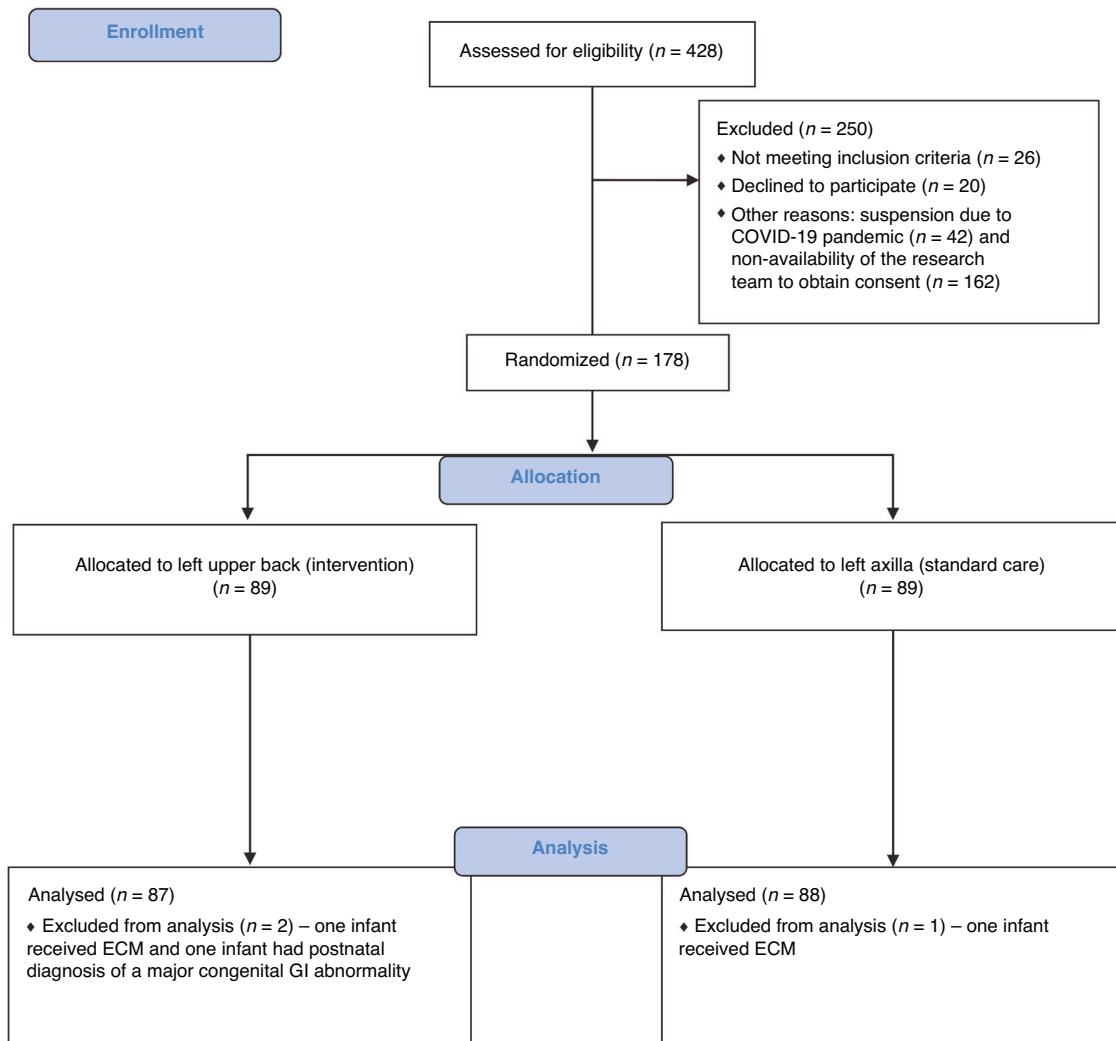 Enrollment
Assessed for eligibility (n = 428)
Excluded (n = 250)
♦ Not meeting inclusion criteria (n = 26)
♦ Declined to participate (n = 20)
♦ Other reasons: suspension due to
COVID-19 pandemic (n = 42) and
non-availability of the research
team to obtain consent (n = 162)
Randomized (n = 178)
Allocation
Allocated to left upper back (intervention)
(n = 89)
Allocated to left axilla (standard care)
(n = 89)
Analysis
Analysed (n = 87)
♦ Excluded from analysis (n = 2) – one infant
received ECM and one infant had postnatal
diagnosis of a major congenital GI abnormality
Analysed (n = 88)
♦ Excluded from analysis (n = 1) – one infant
received ECM